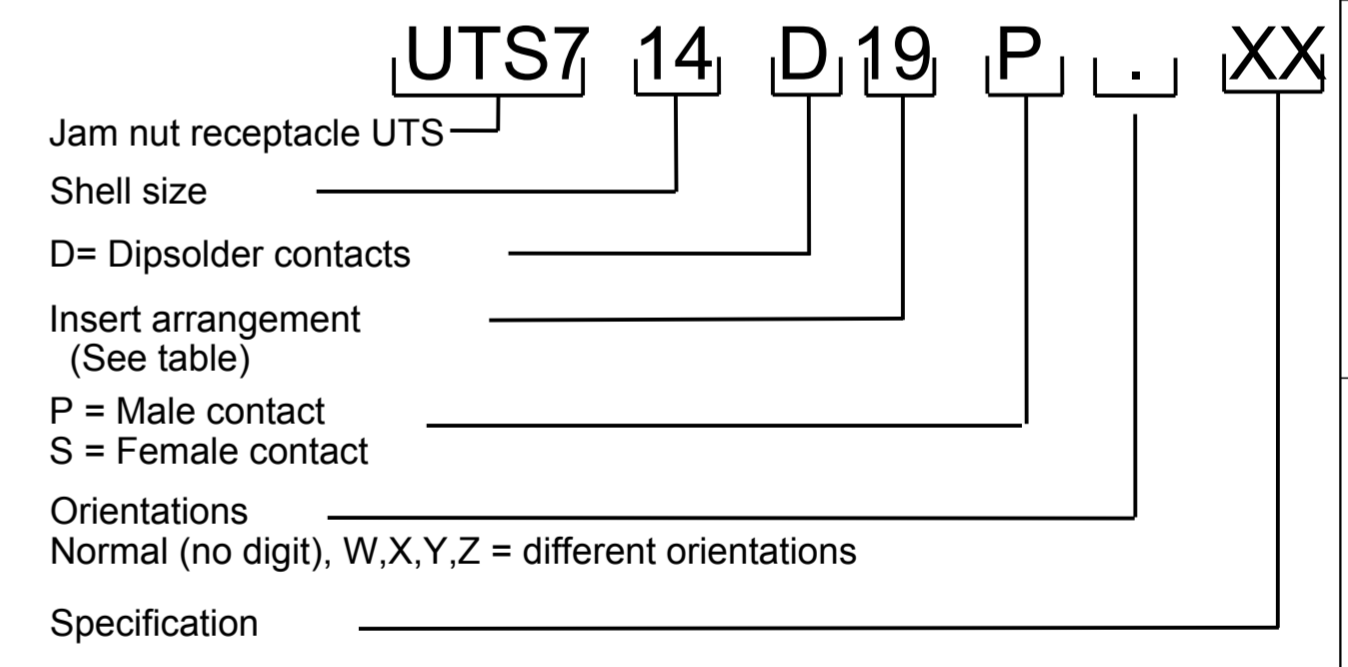 UTS7 14 D 19 P . XX
Jam nut receptacle UTS
Shell size
D= Dipsolder contacts
Insert arrangement
(See table)
P = Male contact
S = Female contact
Orientations
Normal (no digit), W,X,Y,Z = different orientations
Specification